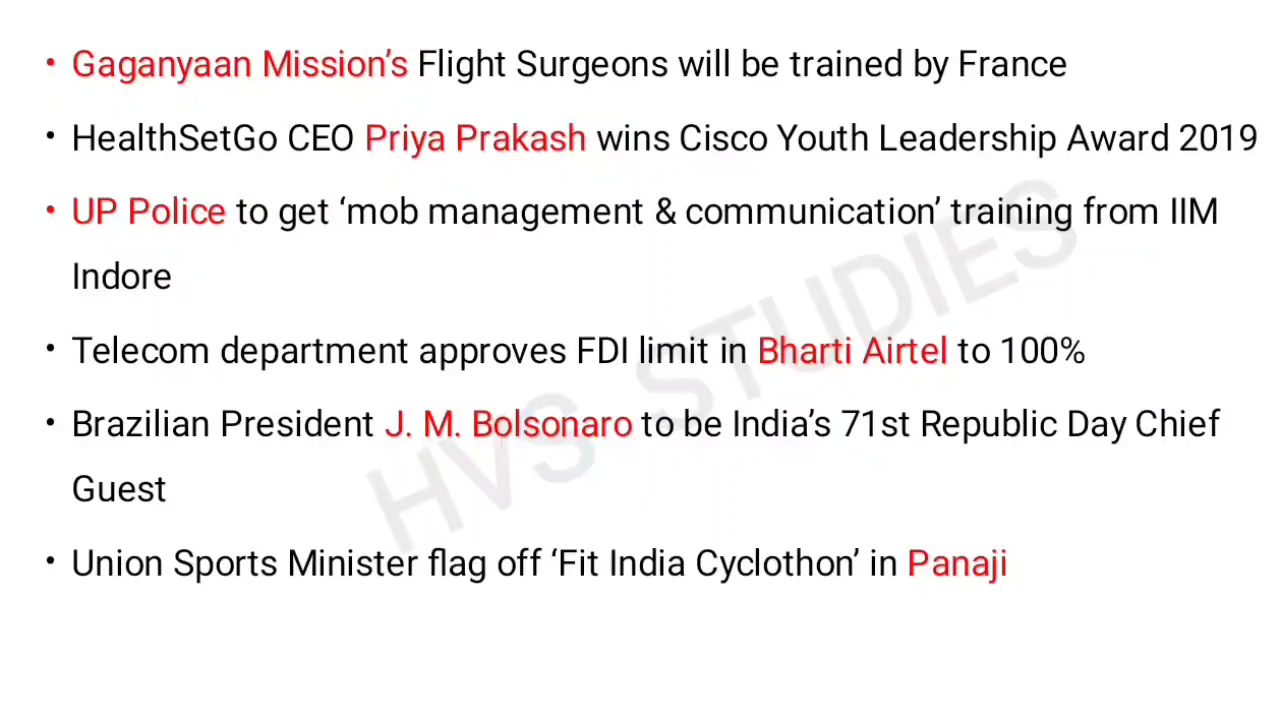 • Gaganyaan Mission’s Flight Surgeons will be trained by France
• HealthSetGo CEO Priya Prakash wins Cisco Youth Leadership Award 2019
• UP Police to get ‘mob management & communication’ training from IIM
Indore
• Telecom department approves FDI limit in Bharti Airtel to 100%
• Brazilian President J. M. Bolsonaro to be India’s 71st Republic Day Chief
Guest
• Union Sports Minister flag off ‘Fit India Cyclothon’ in Panaji
HVS STUDIES